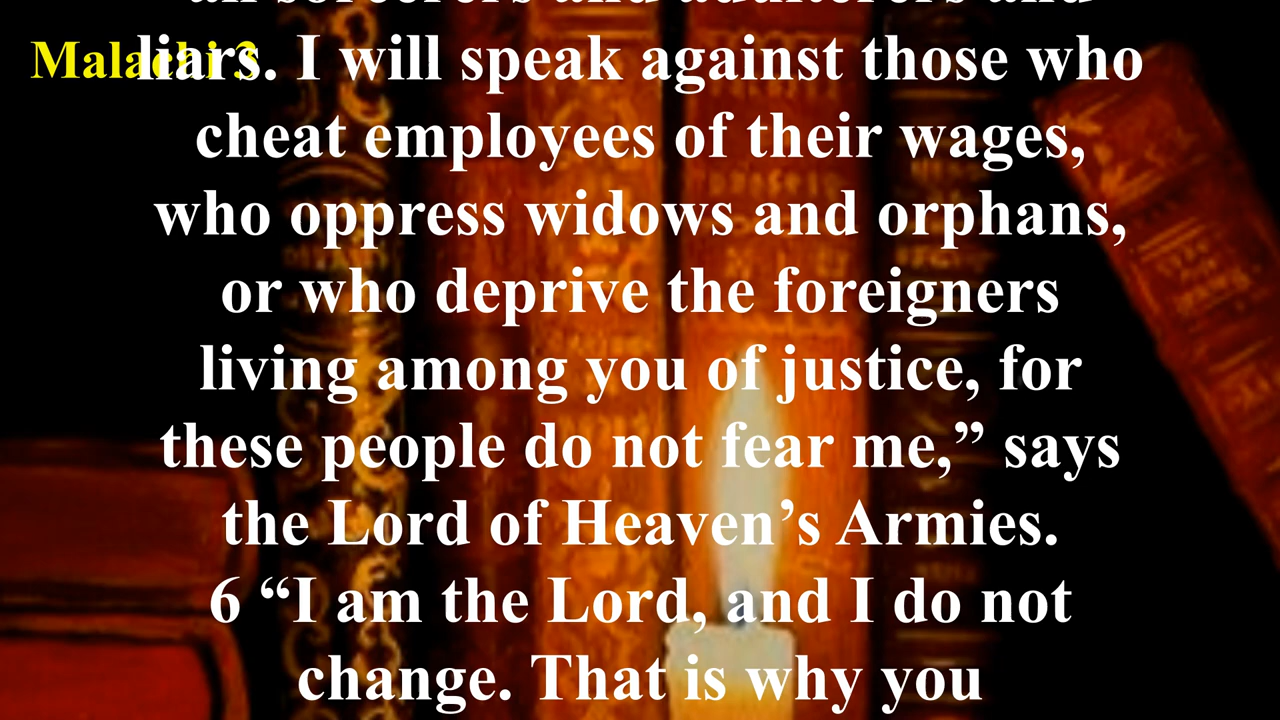 all sorcerers and adulterers and
Malachi 3
liars. I will speak against those who
cheat employees of their wages,
who oppress widows and orphans,
or who deprive the foreigners
living among you of justice, for
these people do not fear me,” says
the Lord of Heaven’s Armies.
6 “I am the Lord, and I do not
change. That is why you